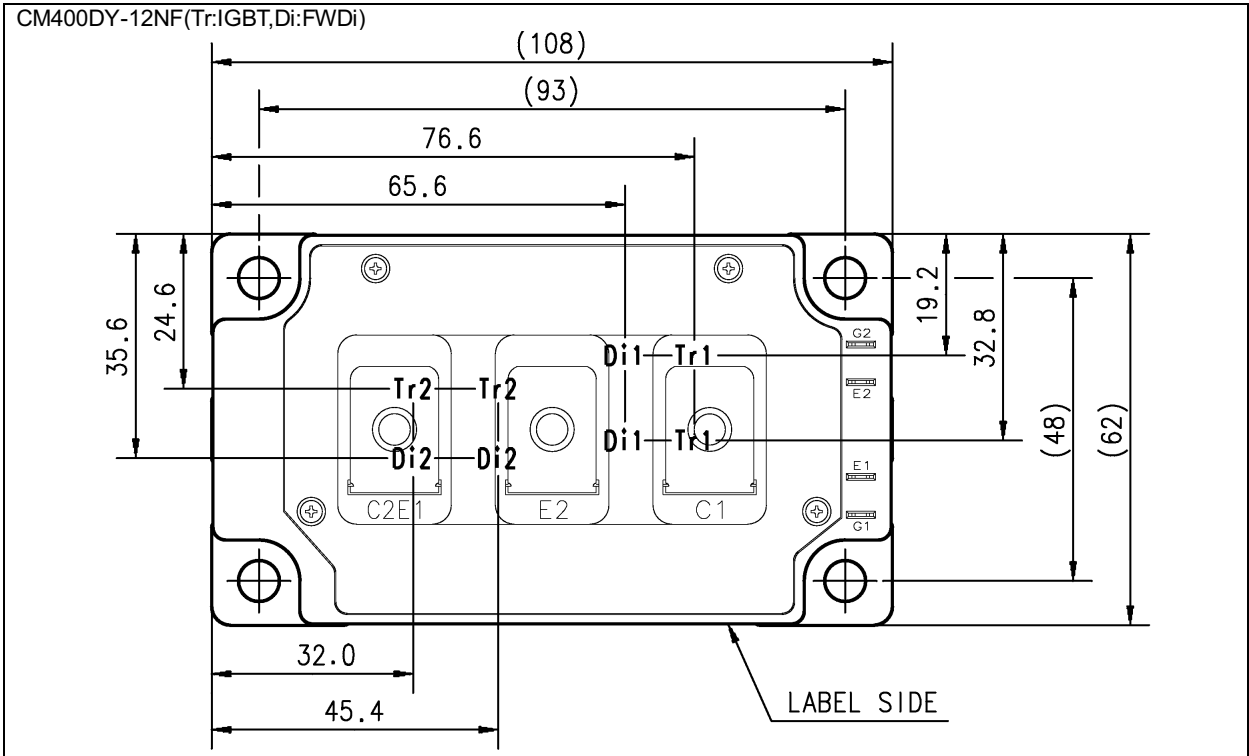 CM400DY-12NF(Tr:IGBT,Di:FWDi)
(108)
(93)
76.6
65.6
35.6
24.6
19.2
32.8
(48)
(62)
G2
E2
E1
G1
Di1 Tr1
Tr2 Tr2
Di1 Tr1
Di2 Di2
C2E1 E2 C1
32.0
45.4
LABEL SIDE